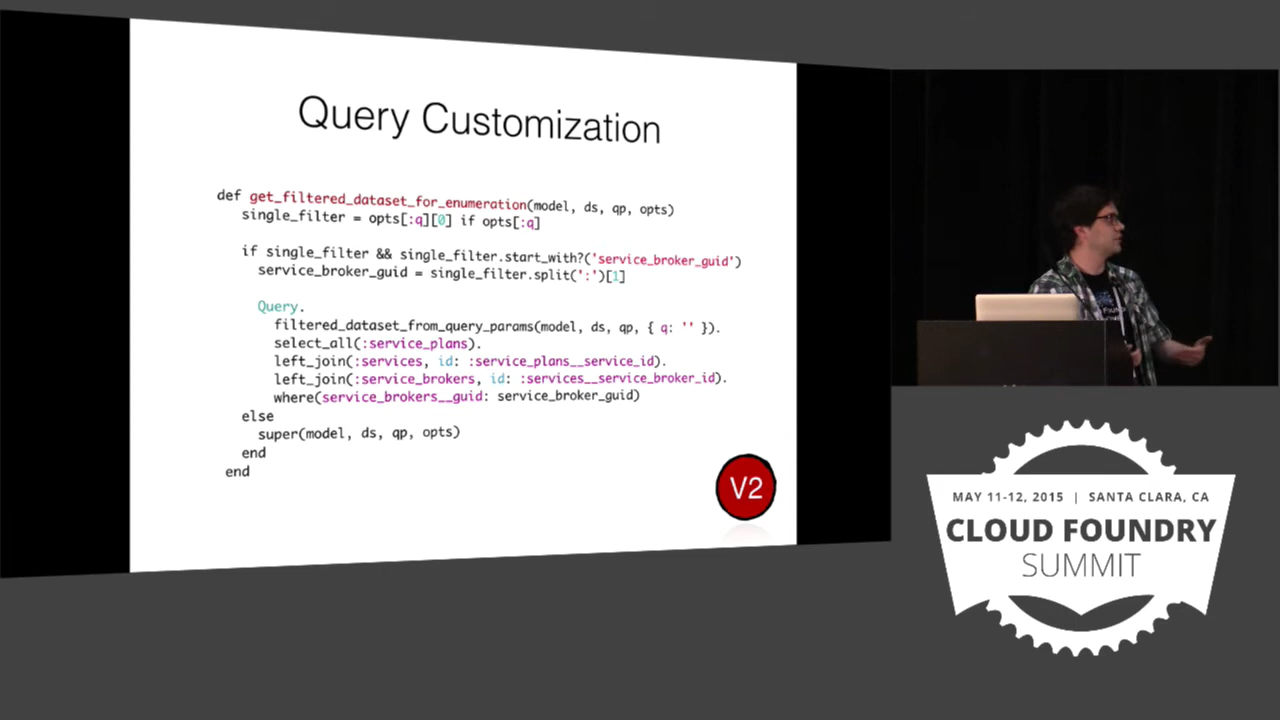 Query Customization
def get_filtered_dataset_for_enumeration(model, ds, qp, opts)
single_filter = opts[:q][0] if opts[:q]
if single_filter && single_filter.start_with?('service_broker_guid')
service_broker_guid = single_filter.split(':')[1]
Query.
filtered_dataset_from_query_params(model, ds, qp, { q: '' }).
select_all(:service_plans).
left_join(:services, id: :service_plans__service_id).
left_join(:service_brokers, id: :services__service_broker_id).
where(service_brokers__guid: service_broker_guid)
else
super(model, ds, qp, opts)
end
end
V2
MAY 11-12, 2015 | SANTA CLARA, CA
CLOUD FOUNDRY
SUMMIT